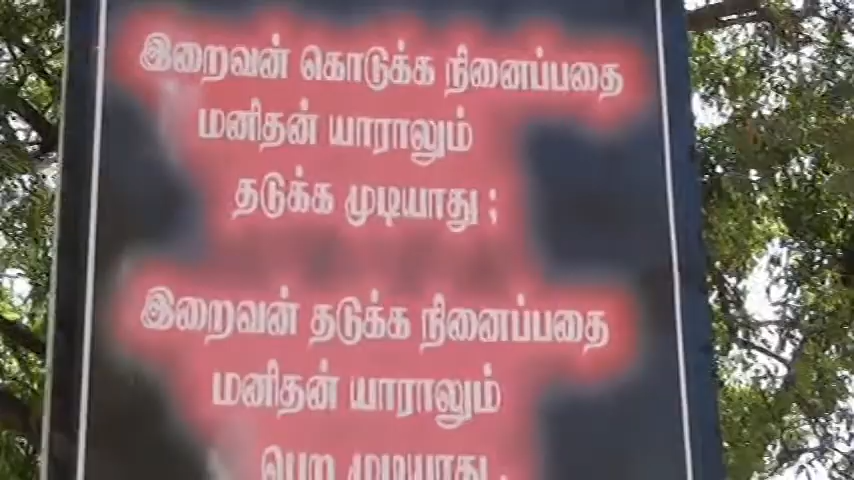 இறைவன் கொடுக்க நினைப்பதை
மனிதன் யாராலும்
தடுக்க முடியாது ;
இறைவன் தடுக்க நினைப்பதை
மனிதன் யாராலும்
பெற முடியாது .